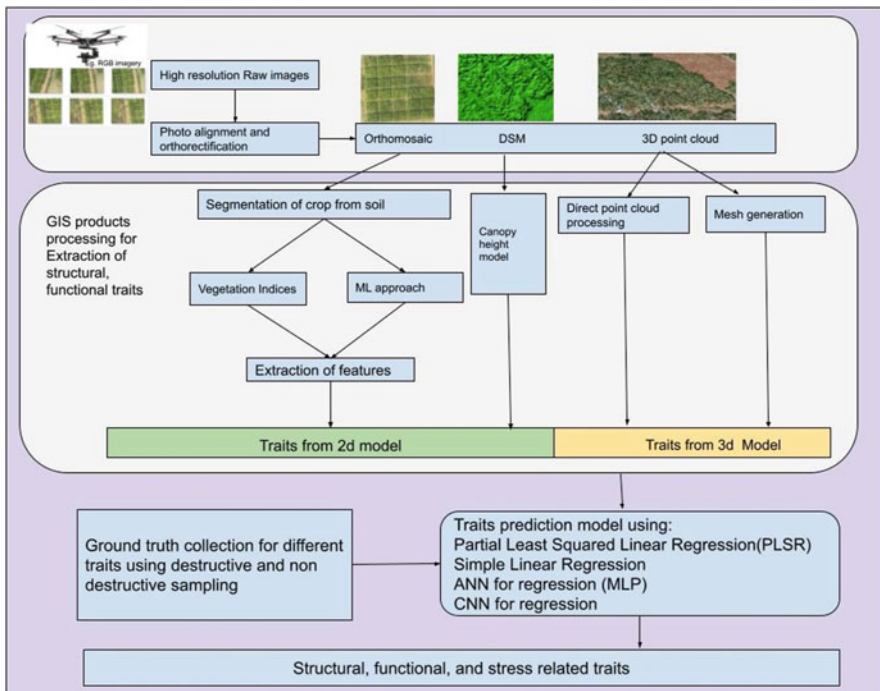 e.g. RGB imagery
High resolution Raw images
Photo alignment and
orthorectification
Orthomosaic
DSM
3D point cloud
GIS products
processing for
Extraction of
structural,
functional traits
Segmentation of crop from soil
Canopy
height
model
Direct point cloud
processing
Mesh generation
Vegetation Indices
ML approach
Extraction of features
Traits from 2d model
Traits from 3d Model
Ground truth collection for different
traits using destructive and non
destructive sampling
Traits prediction model using:
Partial Least Squared Linear Regression(PLSR)
Simple Linear Regression
ANN for regression (MLP)
CNN for regression
Structural, functional, and stress related traits